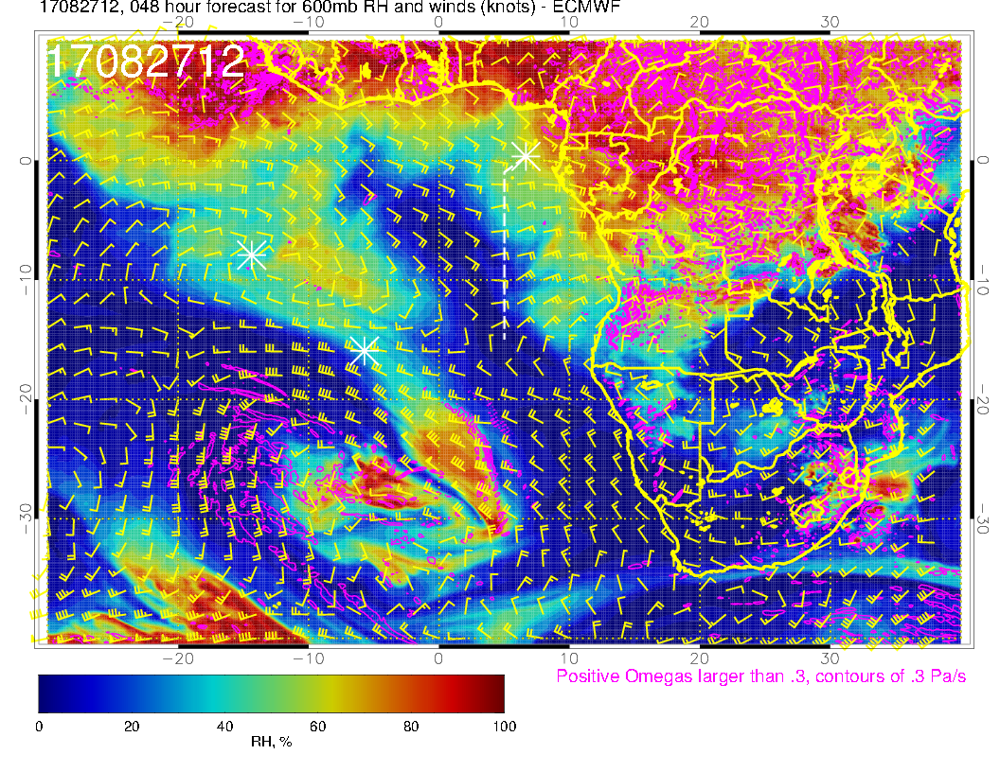 17082712, 048 hour forecast for 600mb RH and winds (knots) - ECMWF
−20 −10 0 10 20 30
17082712
0 0
−10 −10
−20 −20
−30 −30
−20 −10 0 10 20 30
Positive Omegas larger than .3, contours of .3 Pa/s
0 20 40 60 80 100
RH, %